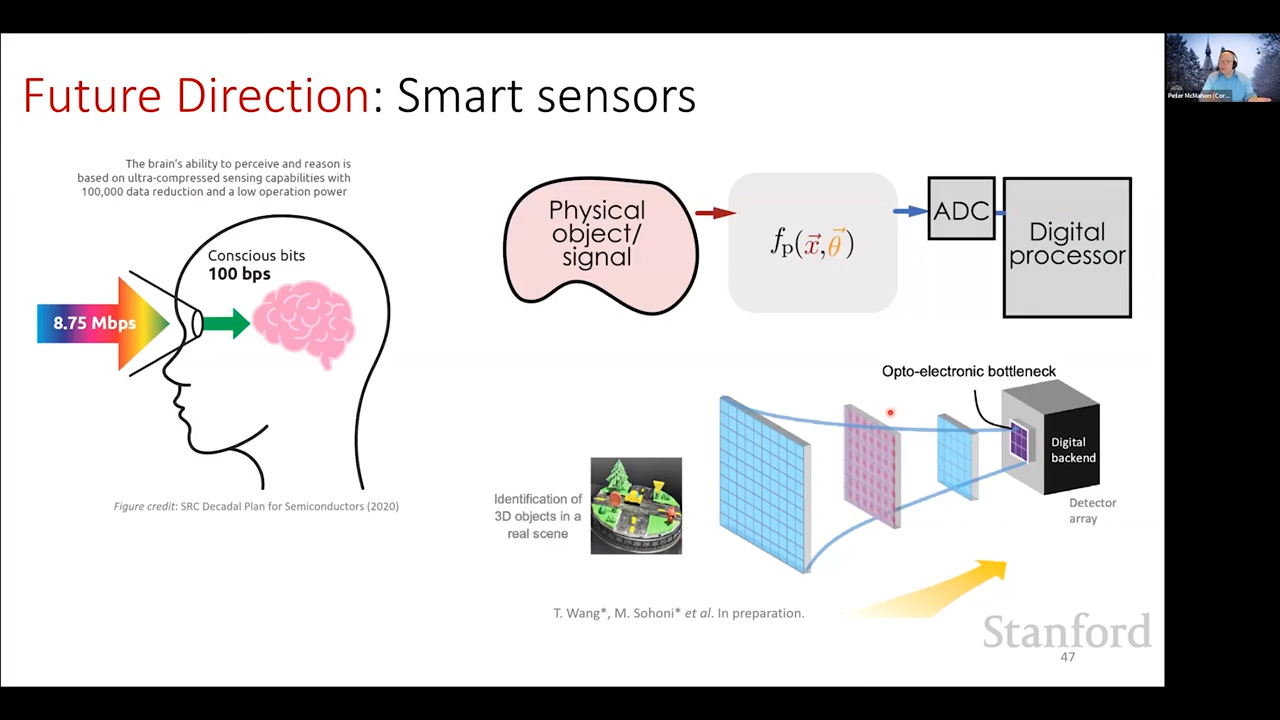 Future Direction: Smart sensors
The brain's ability to perceive and reason is
based on ultra-compressed sensing capabilities with
100,000 data reduction and a low operation power
Conscious bits
100 bps
8.75 Mbps
Figure credit: SRC Decadal Plan for Semiconductors (2020)
Physical
object/
signal
fₚ(x⃗,θ⃗)
ADC
Digital
processor
Opto-electronic bottleneck
Digital
backend
Detector
array
Identification of
3D objects in a
real scene
T. Wang*, M. Sohoni* et al. In preparation.
Stanford
47
Peter McMahon (Cor...